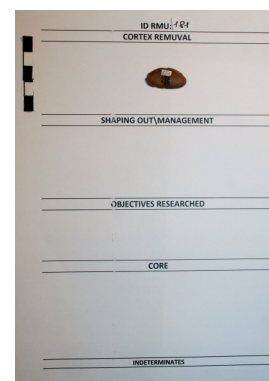 ID RMU: 181
CORTEX REMUVAL
SHAPING OUT\MANAGEMENT
OBJECTIVES RESEARCHED
CORE
INDETERMINATES